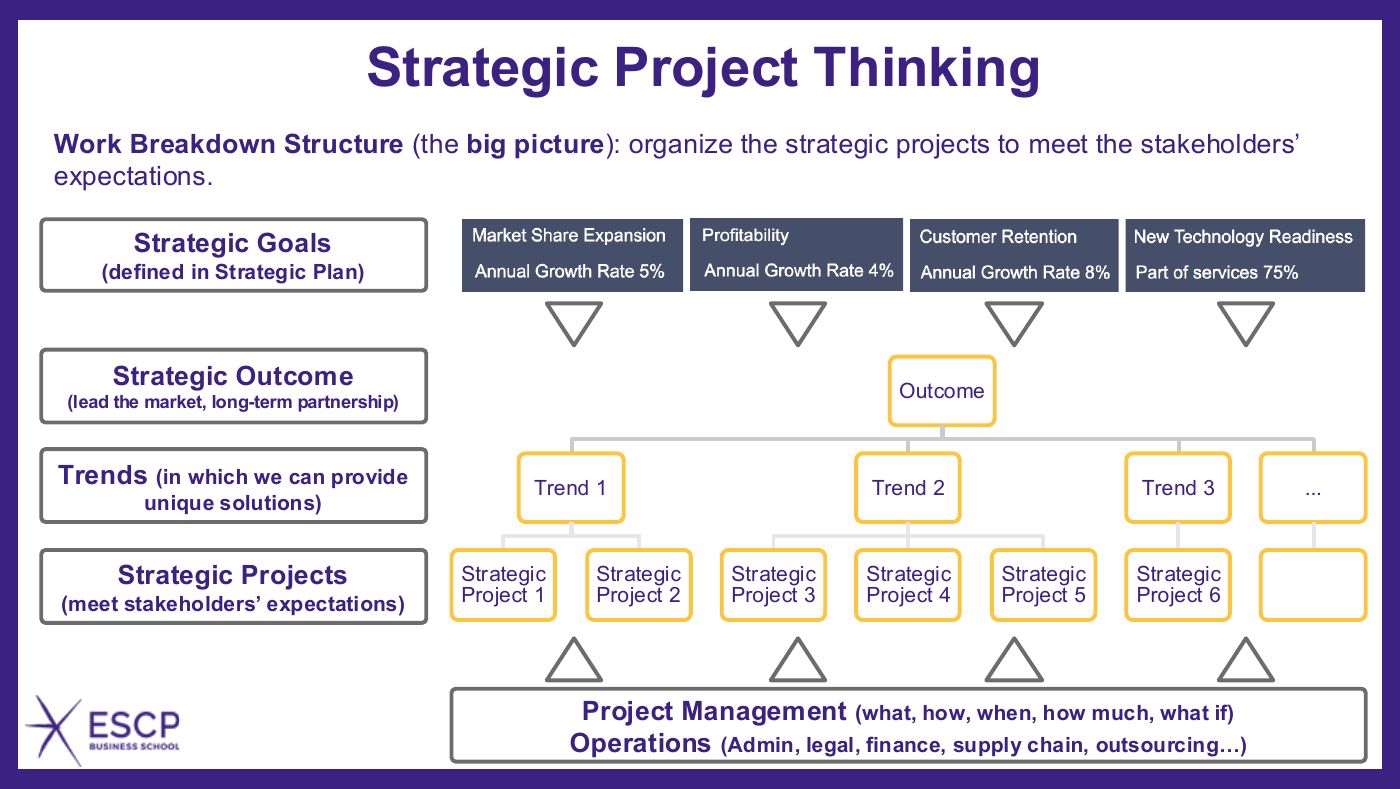 Strategic Project Thinking
Work Breakdown Structure (the big picture): organize the strategic projects to meet the stakeholders’
expectations.
Strategic Goals
(defined in Strategic Plan)
Market Share Expansion
Annual Growth Rate 5%
Profitability
Annual Growth Rate 4%
Customer Retention
Annual Growth Rate 8%
New Technology Readiness
Part of services 75%
Strategic Outcome
(lead the market, long-term partnership)
Outcome
Trends (in which we can provide
unique solutions)
Trend 1
Trend 2
Trend 3
...
Strategic Projects
(meet stakeholders’ expectations)
Strategic
Project 1
Strategic
Project 2
Strategic
Project 3
Strategic
Project 4
Strategic
Project 5
Strategic
Project 6
Project Management (what, how, when, how much, what if)
Operations (Admin, legal, finance, supply chain, outsourcing…)
ESCP
BUSINESS SCHOOL